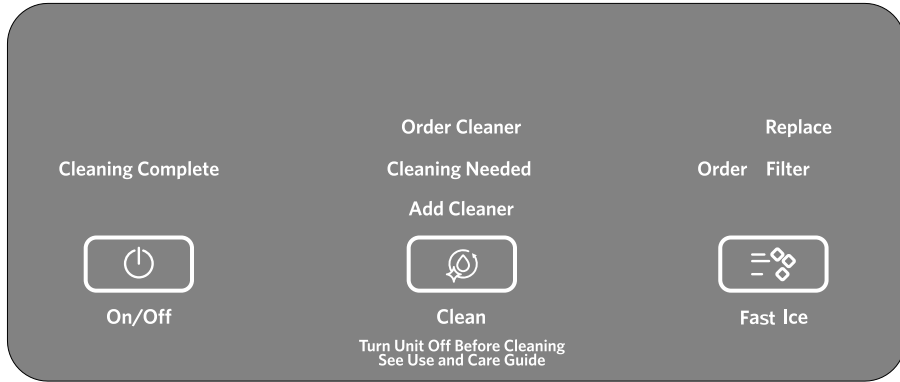 Order Cleaner
Replace
Cleaning Complete
Cleaning Needed
Order Filter
Add Cleaner
On/Off
Clean
Fast Ice
Turn Unit Off Before Cleaning
See Use and Care Guide